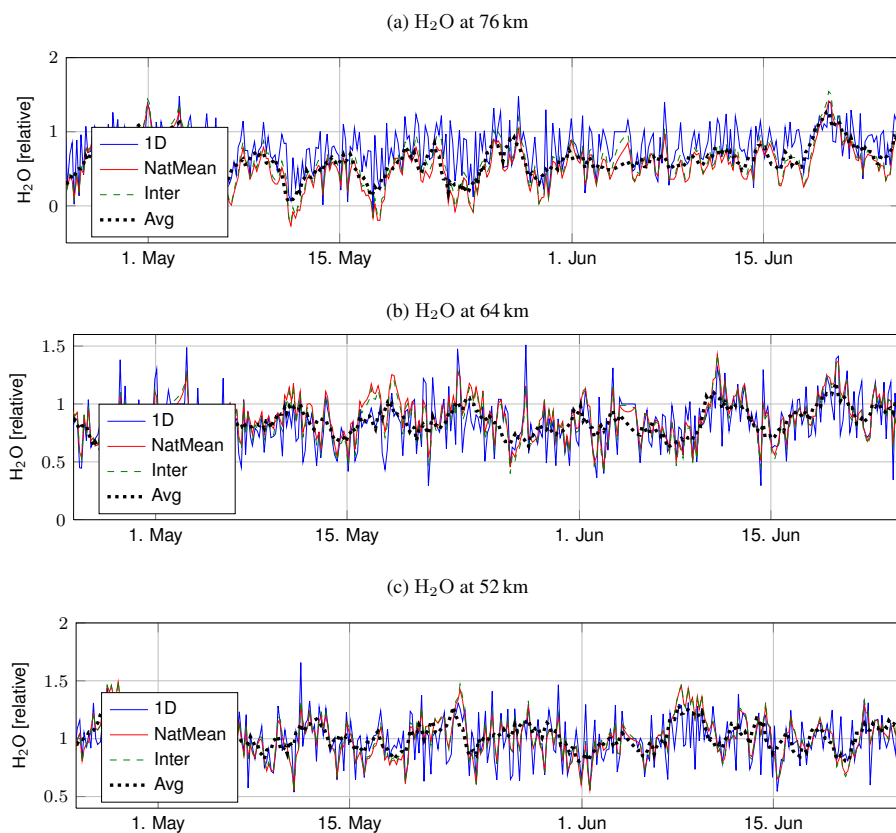 (a) H₂O at 76 km
2
1
0
H₂O [relative]
1D
NatMean
Inter
Avg
1. May
15. May
1. Jun
15. Jun
(b) H₂O at 64 km
1.5
1
0.5
0
H₂O [relative]
1D
NatMean
Inter
Avg
1. May
15. May
1. Jun
15. Jun
(c) H₂O at 52 km
2
1.5
1
0.5
H₂O [relative]
1D
NatMean
Inter
Avg
1. May
15. May
1. Jun
15. Jun